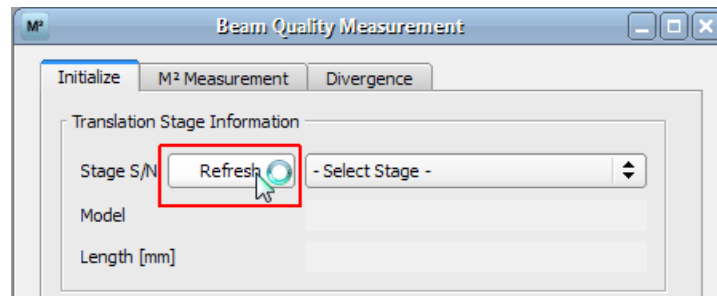 M² Beam Quality Measurement
Initialize M² Measurement Divergence
Translation Stage Information
Stage S/N Refresh - Select Stage -
Model
Length [mm]